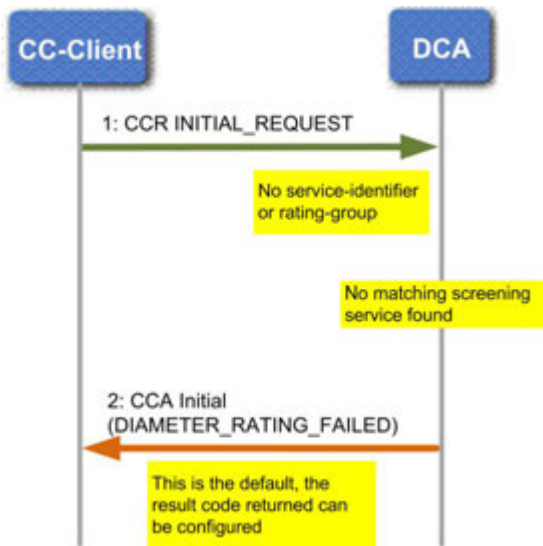 CC-Client
DCA
1: CCR INITIAL_REQUEST
No service-identifier
or rating-group
No matching screening
service found
2: CCA Initial
(DIAMETER_RATING_FAILED)
This is the default, the
result code returned can
be configured